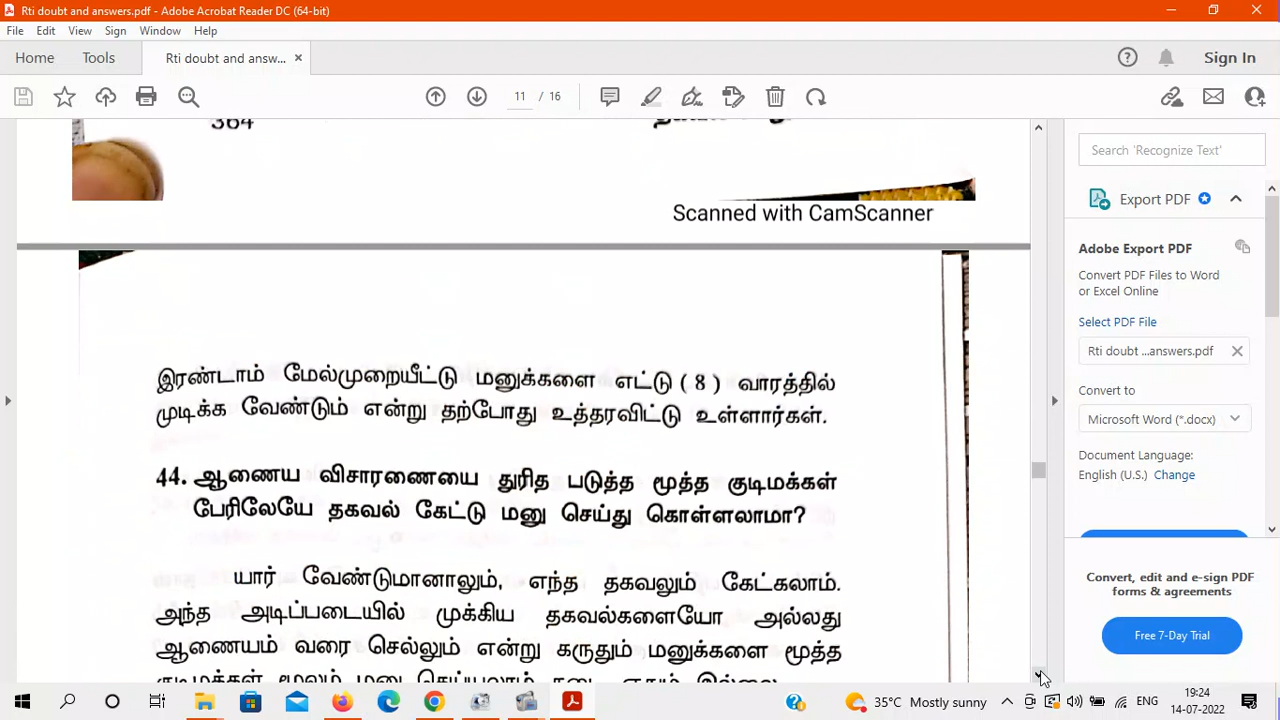 Rti doubt and answers.pdf - Adobe Acrobat Reader DC (64-bit)
File Edit View Sign Window Help
Home Tools Rti doubt and answ... ×
Sign In
11 / 16
364
Scanned with CamScanner
இரண்டாம் மேல்முறையீட்டு மனுக்களை எட்டு ( 8 ) வாரத்தில்
முடிக்க வேண்டும் என்று தற்போது உத்தரவிட்டு உள்ளார்கள்.
44. ஆணைய விசாரணையை துரித படுத்த மூத்த குடிமக்கள்
பேரிலேயே தகவல் கேட்டு மனு செய்து கொள்ளலாமா?
யார் வேண்டுமானாலும், எந்த தகவலும் கேட்கலாம்.
அந்த அடிப்படையில் முக்கிய தகவல்களையோ அல்லது
ஆணையம் வரை செல்லும் என்று கருதும் மனுக்களை மூத்த
குடிமக்கள் மூலம் மனு செய்யலாம்
Search 'Recognize Text'
Export PDF
Adobe Export PDF
Convert PDF Files to Word
or Excel Online
Select PDF File
Rti doubt ...answers.pdf
Convert to
Microsoft Word (*.docx)
Document Language:
English (U.S.) Change
Convert, edit and e-sign PDF
forms & agreements
Free 7-Day Trial
35°C Mostly sunny
ENG
19:24
14-07-2022